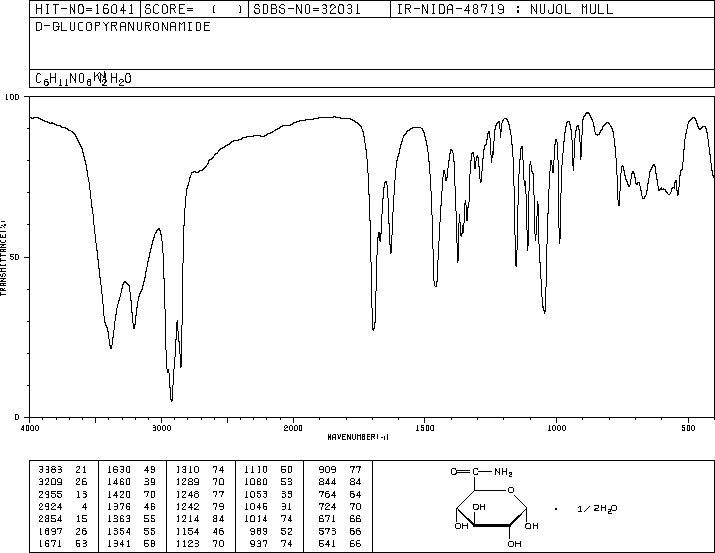 HIT-NO=16041 SCORE= ( ) SDBS-NO=32031 IR-NIDA-48719 : NUJOL MULL
D-GLUCOPYRANURONAMIDE
C6H11NO6 H2O
100
50
0
TRANSMITTANCE(%)
4000 3000 2000 1500 1000 500
WAVENUMBER(-1)
3383 21 1630 49 1310 74 1110 50 909 77
3209 26 1460 39 1289 70 1080 53 844 84
2955 13 1420 70 1248 77 1053 39 764 64
2924 4 1376 46 1242 79 1046 31 724 70
2854 15 1363 55 1214 84 1014 74 671 66
1697 26 1354 55 1154 46 989 52 573 66
1671 53 1341 58 1123 70 937 74 541 66
O=C—NH2
O
OH
OH OH
OH
· 1/2H2O